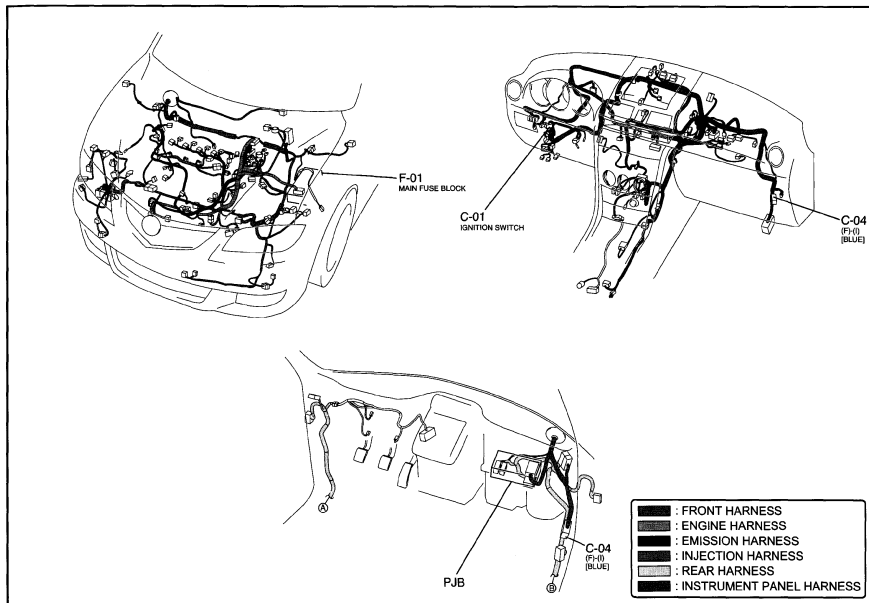 F-01
MAIN FUSE BLOCK
C-01
IGNITION SWITCH
C-04
(F)-(I)
[BLUE]
A
PJB
C-04
(F)-(I)
[BLUE]
B
: FRONT HARNESS
: ENGINE HARNESS
: EMISSION HARNESS
: INJECTION HARNESS
: REAR HARNESS
: INSTRUMENT PANEL HARNESS